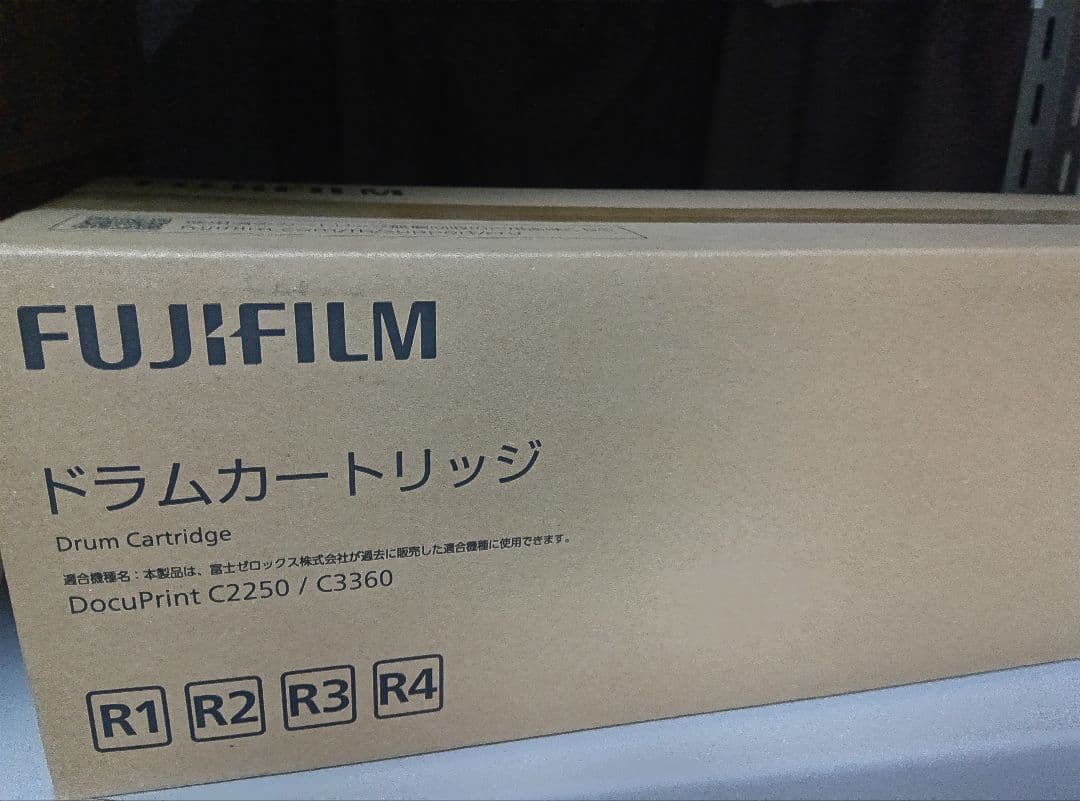 FUJIFILM
ドラムカートリッジ
Drum Cartridge
適合機種名：本製品は、富士ゼロックス株式会社が過去に販売した適合機種に使用できます。
DocuPrint C2250 / C3360
R1 R2 R3 R4